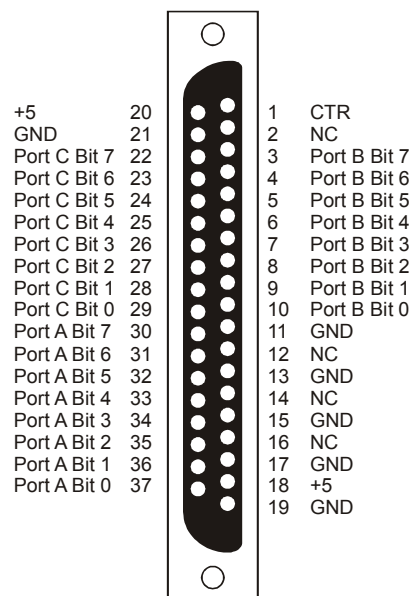 +5 20
GND 21
Port C Bit 7 22
Port C Bit 6 23
Port C Bit 5 24
Port C Bit 4 25
Port C Bit 3 26
Port C Bit 2 27
Port C Bit 1 28
Port C Bit 0 29
Port A Bit 7 30
Port A Bit 6 31
Port A Bit 5 32
Port A Bit 4 33
Port A Bit 3 34
Port A Bit 2 35
Port A Bit 1 36
Port A Bit 0 37
1 CTR
2 NC
3 Port B Bit 7
4 Port B Bit 6
5 Port B Bit 5
6 Port B Bit 4
7 Port B Bit 3
8 Port B Bit 2
9 Port B Bit 1
10 Port B Bit 0
11 GND
12 NC
13 GND
14 NC
15 GND
16 NC
17 GND
18 +5
19 GND